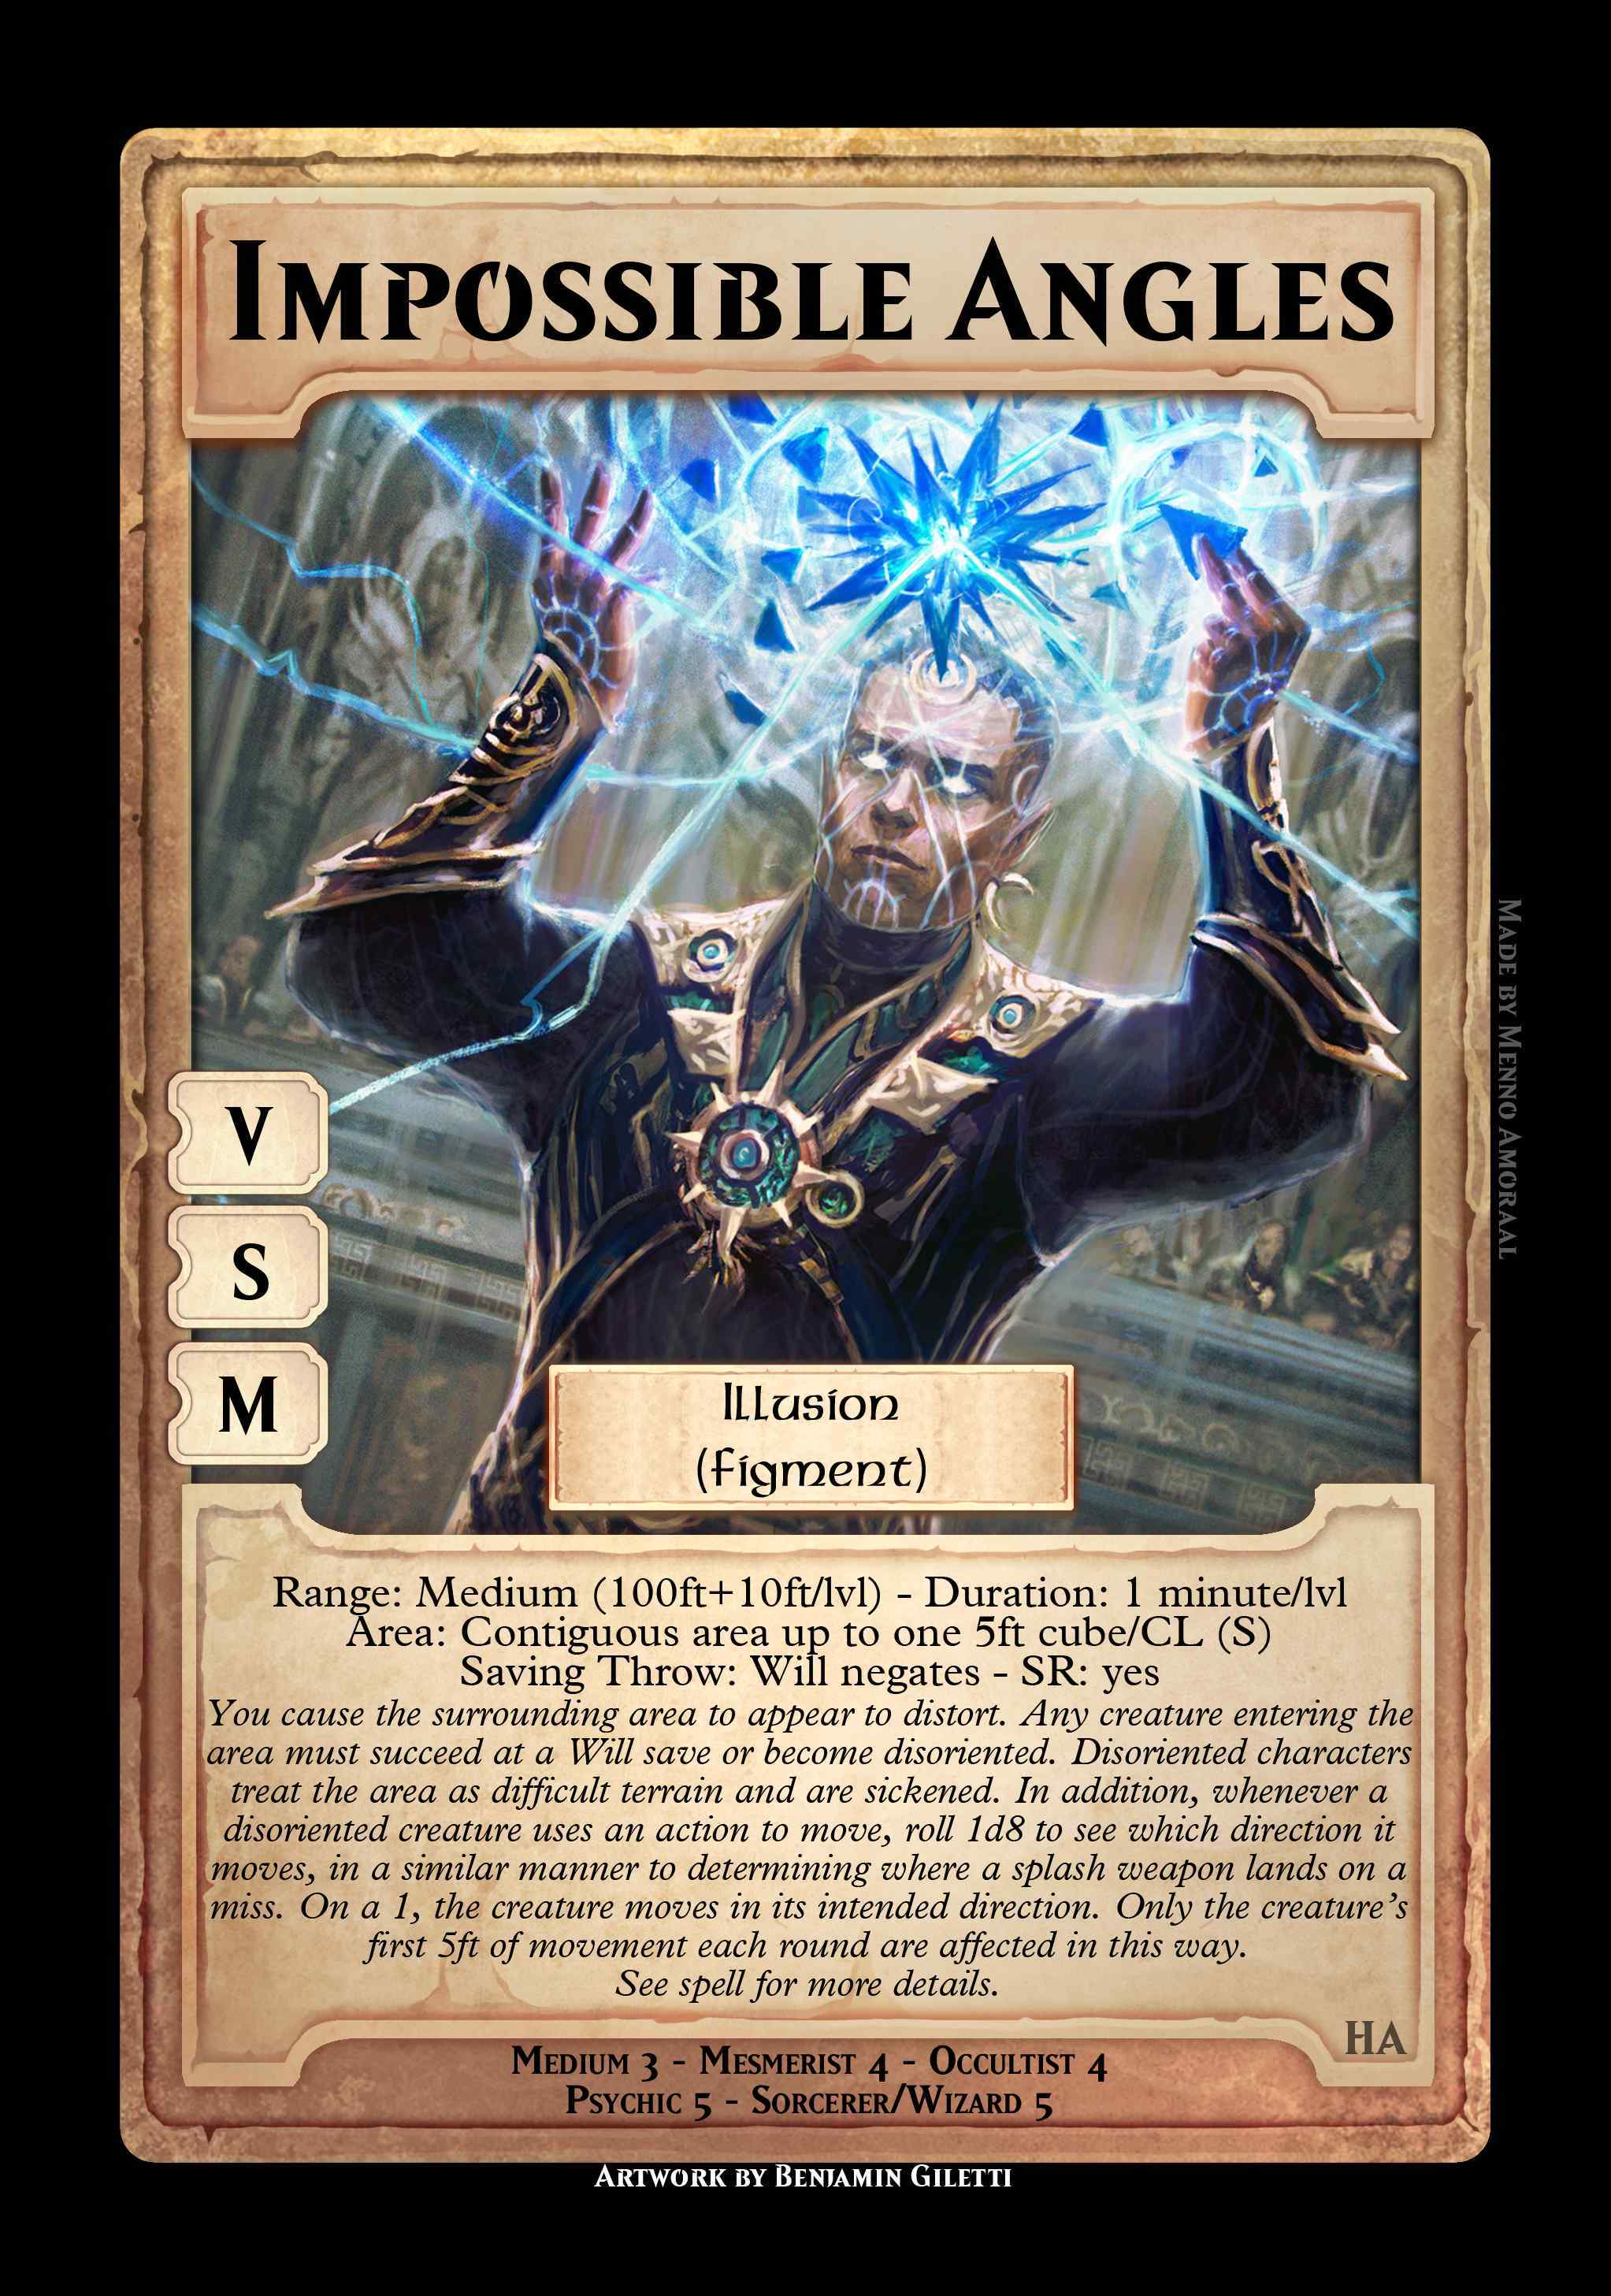 Impossible Angles
V
S
M
Illusion
(Figment)
Range: Medium (100ft+10ft/lvl) - Duration: 1 minute/lvl
Area: Contiguous area up to one 5ft cube/CL (S)
Saving Throw: Will negates - SR: yes
You cause the surrounding area to appear to distort. Any creature entering the
area must succeed at a Will save or become disoriented. Disoriented characters
treat the area as difficult terrain and are sickened. In addition, whenever a
disoriented creature uses an action to move, roll 1d8 to see which direction it
moves, in a similar manner to determining where a splash weapon lands on a
miss. On a 1, the creature moves in its intended direction. Only the creature's
first 5ft of movement each round are affected in this way.
See spell for more details.
HA
Medium 3 - Mesmerist 4 - Occultist 4
Psychic 5 - Sorcerer/Wizard 5
Artwork by Benjamin Giletti
Made by Menno Amoraal